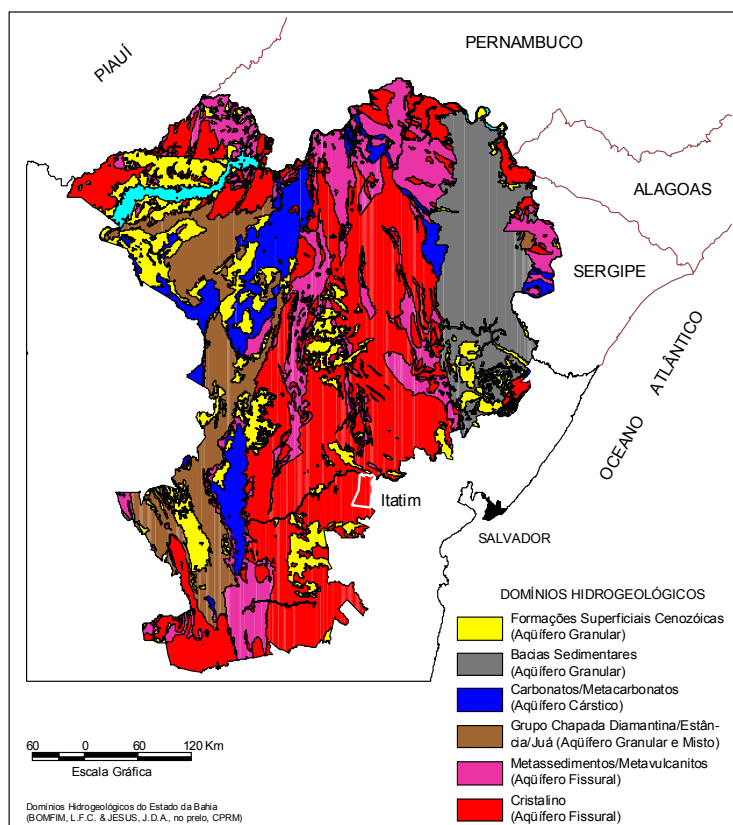 PIAUÍ
PERNAMBUCO
ALAGOAS
SERGIPE
OCEANO ATLÂNTICO
Itatim
SALVADOR
DOMÍNIOS HIDROGEOLÓGICOS
Formações Superficiais Cenozóicas
(Aqüífero Granular)
Bacias Sedimentares
(Aqüífero Granular)
Carbonatos/Metacarbonatos
(Aqüífero Cárstico)
Grupo Chapada Diamantina/Estân-
cia/Juá (Aqüífero Granular e Misto)
Metassedimentos/Metavulcanitos
(Aqüífero Fissural)
Cristalino
(Aqüífero Fissural)
60 0 60 120 Km
Escala Gráfica
Domínios Hidrogeológicos do Estado da Bahia
(BOMFIM, L.F.C. & JESUS, J.D.A., no prelo, CPRM)